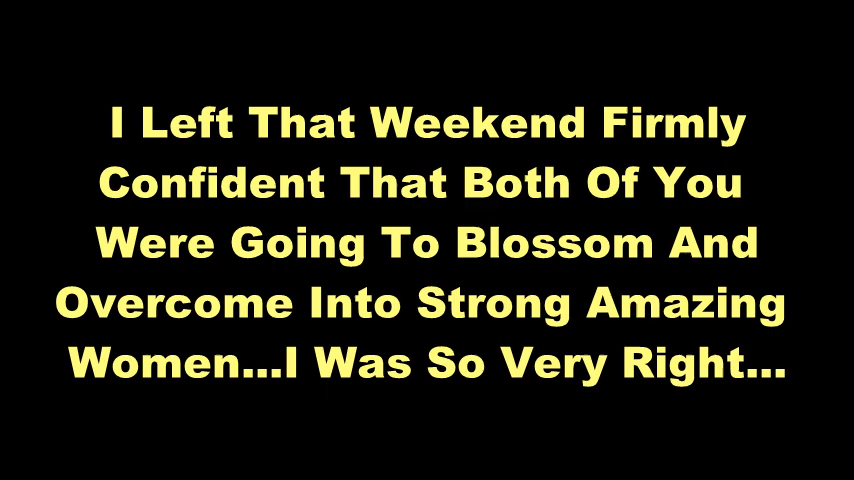 I Left That Weekend Firmly
Confident That Both Of You
Were Going To Blossom And
Overcome Into Strong Amazing
Women...I Was So Very Right...